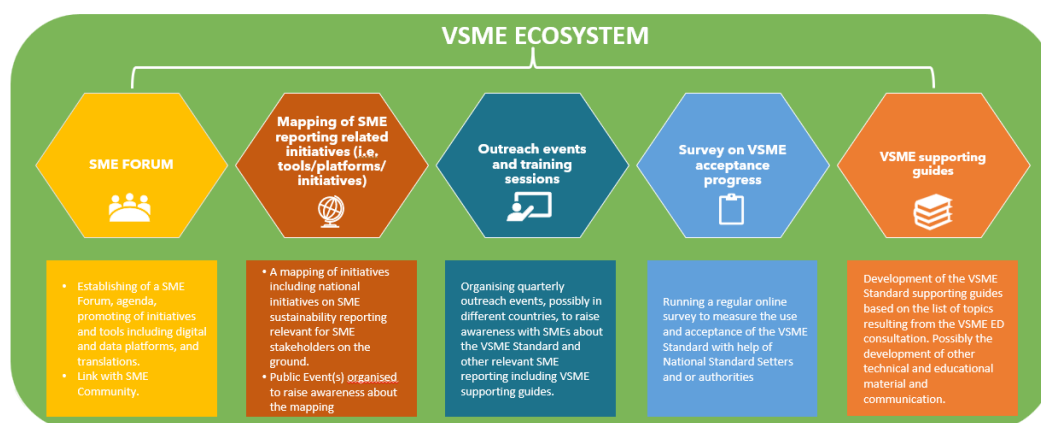 VSME ECOSYSTEM
SME FORUM
Mapping of SME
reporting related
initiatives (i.e.
tools/platforms/
initiatives)
Outreach events
and training
sessions
Survey on VSME
acceptance
progress
VSME supporting
guides
• Establishing of a SME
Forum, agenda,
promoting of initiatives
and tools including digital
and data platforms, and
translations.
• Link with SME
Community.
• A mapping of initiatives
including national
initiatives on SME
sustainability reporting
relevant for SME
stakeholders on the
ground.
• Public Event(s) organised
to raise awareness about
the mapping
Organising quarterly
outreach events, possibly in
different countries, to raise
awareness with SMEs about
the VSME Standard and
other relevant SME
reporting including VSME
supporting guides.
Running a regular online
survey to measure the use
and acceptance of the VSME
Standard with help of
National Standard Setters
and or authorities
Development of the VSME
Standard supporting guides
based on the list of topics
resulting from the VSME ED
consultation. Possibly the
development of other
technical and educational
material and
communication.